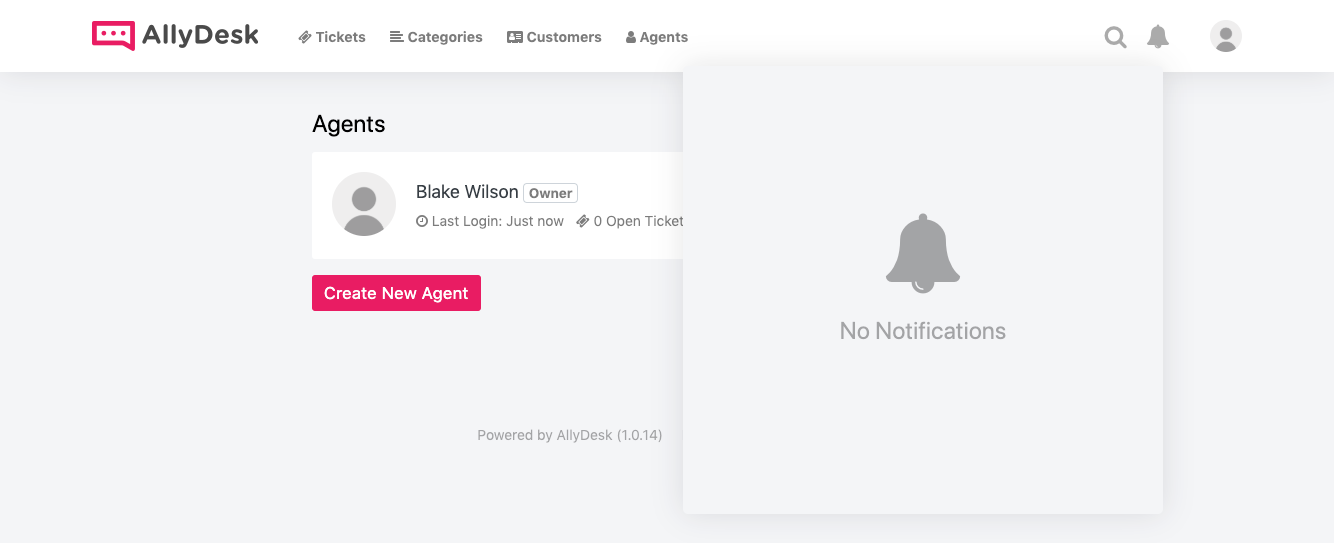 AllyDesk
Tickets
Categories
Customers
Agents
Agents
Blake Wilson Owner
Last Login: Just now 0 Open Ticket
Create New Agent
No Notifications
Powered by AllyDesk (1.0.14)